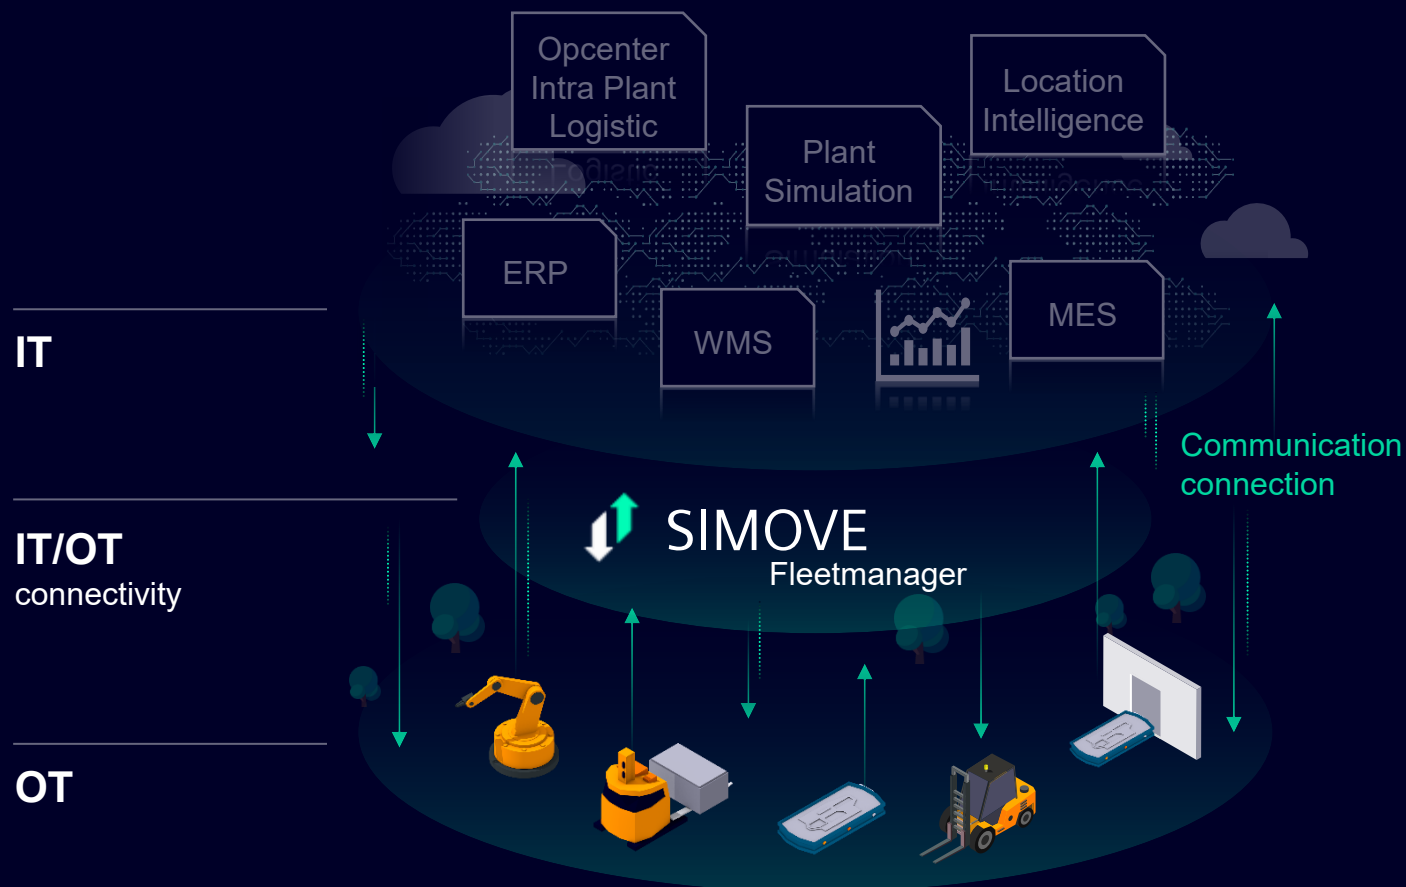 Opcenter
Intra Plant
Logistic
Location
Intelligence
Plant
Simulation
ERP
WMS
MES
IT
Communication
connection
SIMOVE
Fleetmanager
IT/OT
connectivity
OT